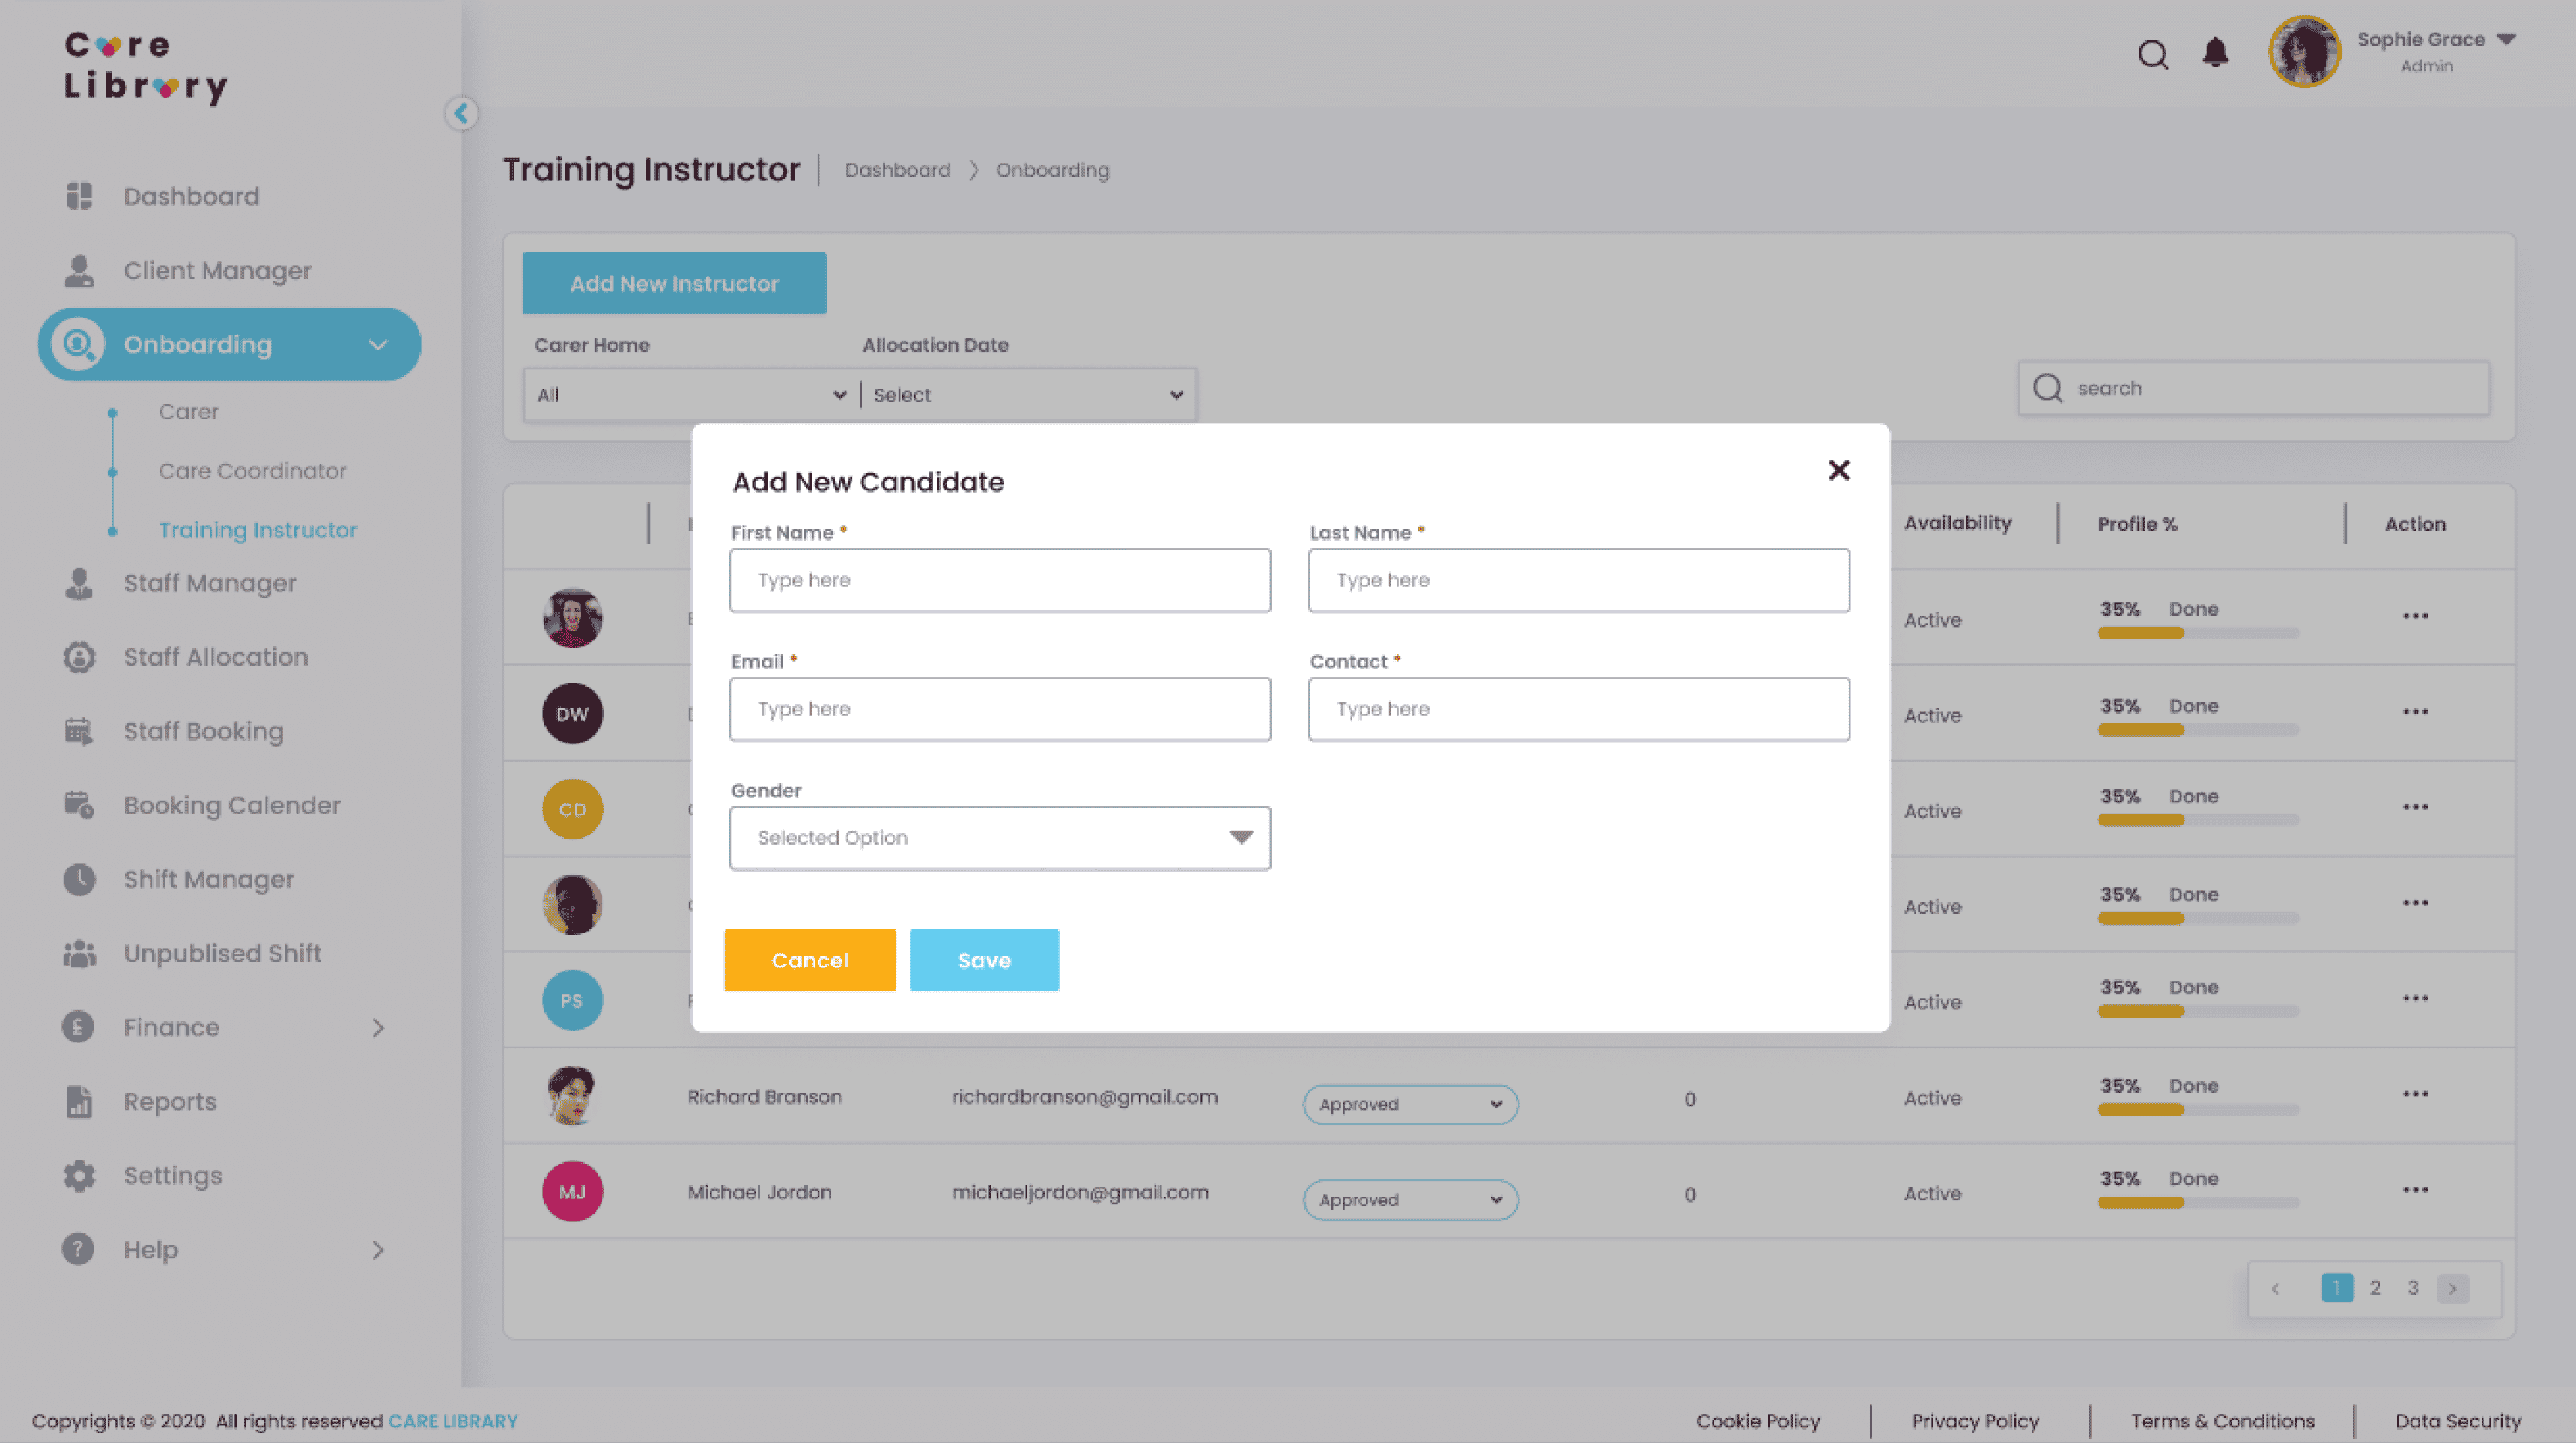 Care
Library
Sophie Grace
Admin
Training Instructor
Dashboard
Onboarding
Dashboard
Client Manager
Onboarding
Carer
Care Coordinator
Training Instructor
Staff Manager
Staff Allocation
Staff Booking
Booking Calender
Shift Manager
Unpublised Shift
Finance
Reports
Settings
Help
Add New Instructor
Carer Home
Allocation Date
All
Select
search
Add New Candidate
First Name *
Last Name *
Type here
Type here
Email *
Contact *
Type here
Type here
Gender
Selected Option
Cancel
Save
Availability
Profile %
Action
Active
35% Done
DW
Active
35% Done
CD
Active
35% Done
Active
35% Done
PS
Active
35% Done
Richard Branson
richardbranson@gmail.com
Approved
0
Active
35% Done
MJ
Michael Jordon
michaeljordon@gmail.com
Approved
0
Active
35% Done
< 1 2 3 >
Copyrights © 2020 All rights reserved CARE LIBRARY
Cookie Policy
Privacy Policy
Terms & Conditions
Data Security